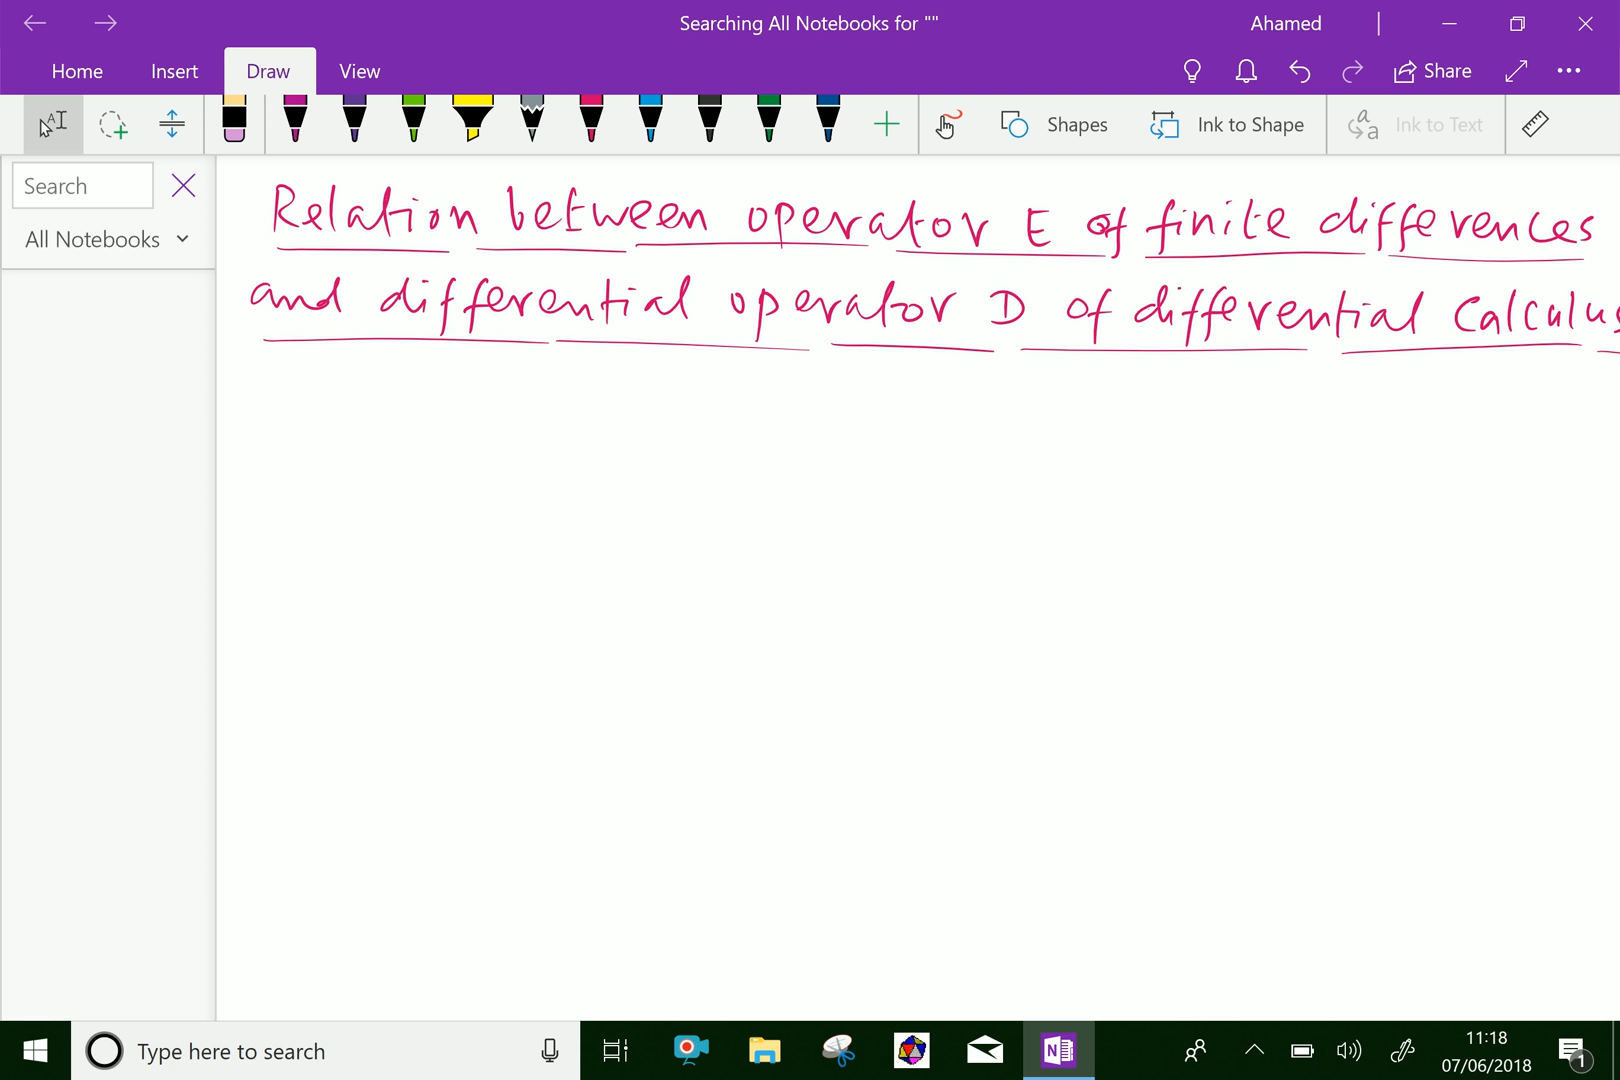 Searching All Notebooks for ""
Ahamed
Home Insert Draw View
Share
Shapes
Ink to Shape
Ink to Text
Search
All Notebooks
Relation between operator E of finite differences
and differential operator D of differential Calculus
Type here to search
11:18
07/06/2018
1